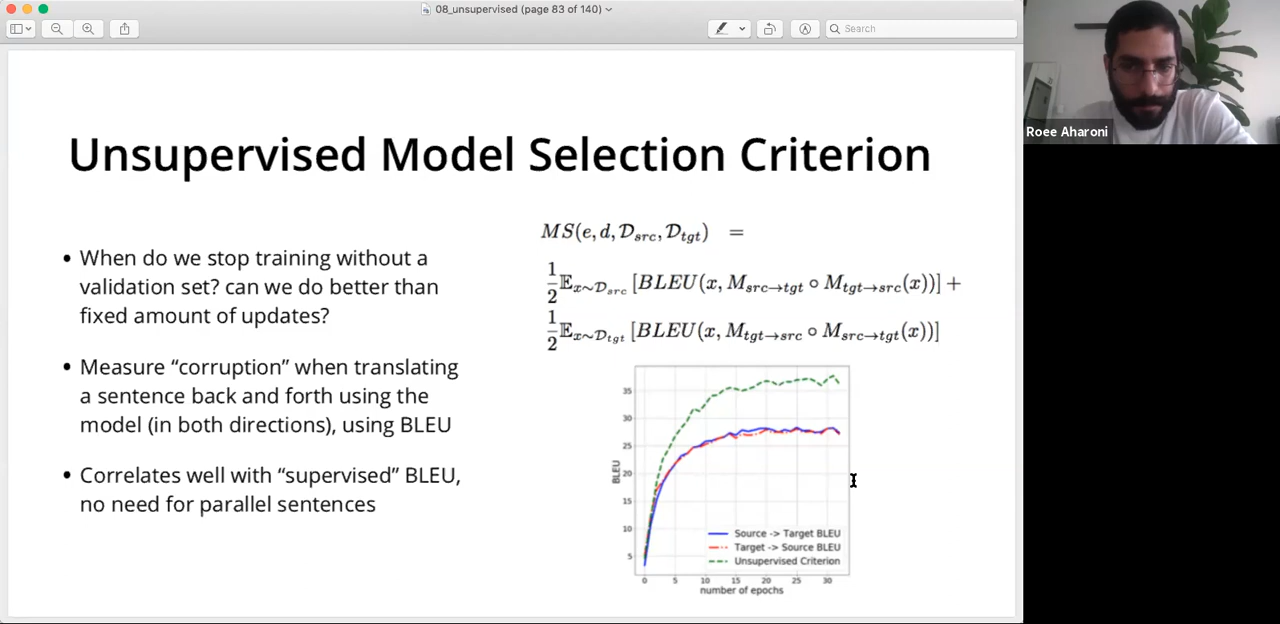 08_unsupervised (page 83 of 140)
Search
Roee Aharoni
Unsupervised Model Selection Criterion
• When do we stop training without a
validation set? can we do better than
fixed amount of updates?
• Measure “corruption” when translating
a sentence back and forth using the
model (in both directions), using BLEU
• Correlates well with “supervised” BLEU,
no need for parallel sentences
MS(e, d, 𝒟src, 𝒟tgt) =
1/2 𝔼x∼𝒟src [BLEU(x, Msrc→tgt ∘ Mtgt→src(x))] +
1/2 𝔼x∼𝒟tgt [BLEU(x, Mtgt→src ∘ Msrc→tgt(x))]
35
30
25
20
15
10
5
BLEU
Source -> Target BLEU
Target -> Source BLEU
Unsupervised Criterion
0 5 10 15 20 25 30
number of epochs